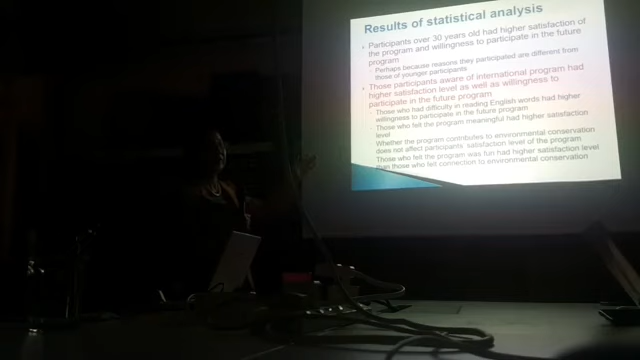 Results of statistical analysis
Participants over 30 years old had higher satisfaction of
the program and willingness to participate in the future
program
Perhaps because reasons they participated are different from
those of younger participants
Those participants aware of international program had
higher satisfaction level as well as willingness to
participate in the future program
Those who had difficulty in reading English words had higher
willingness to participate in the future program
Those who felt the program meaningful had higher satisfaction
level
Whether the program contributes to environmental conservation
does not affect participants' satisfaction level of the program
Those who felt the program was fun had higher satisfaction level
than those who felt connection to environmental conservation